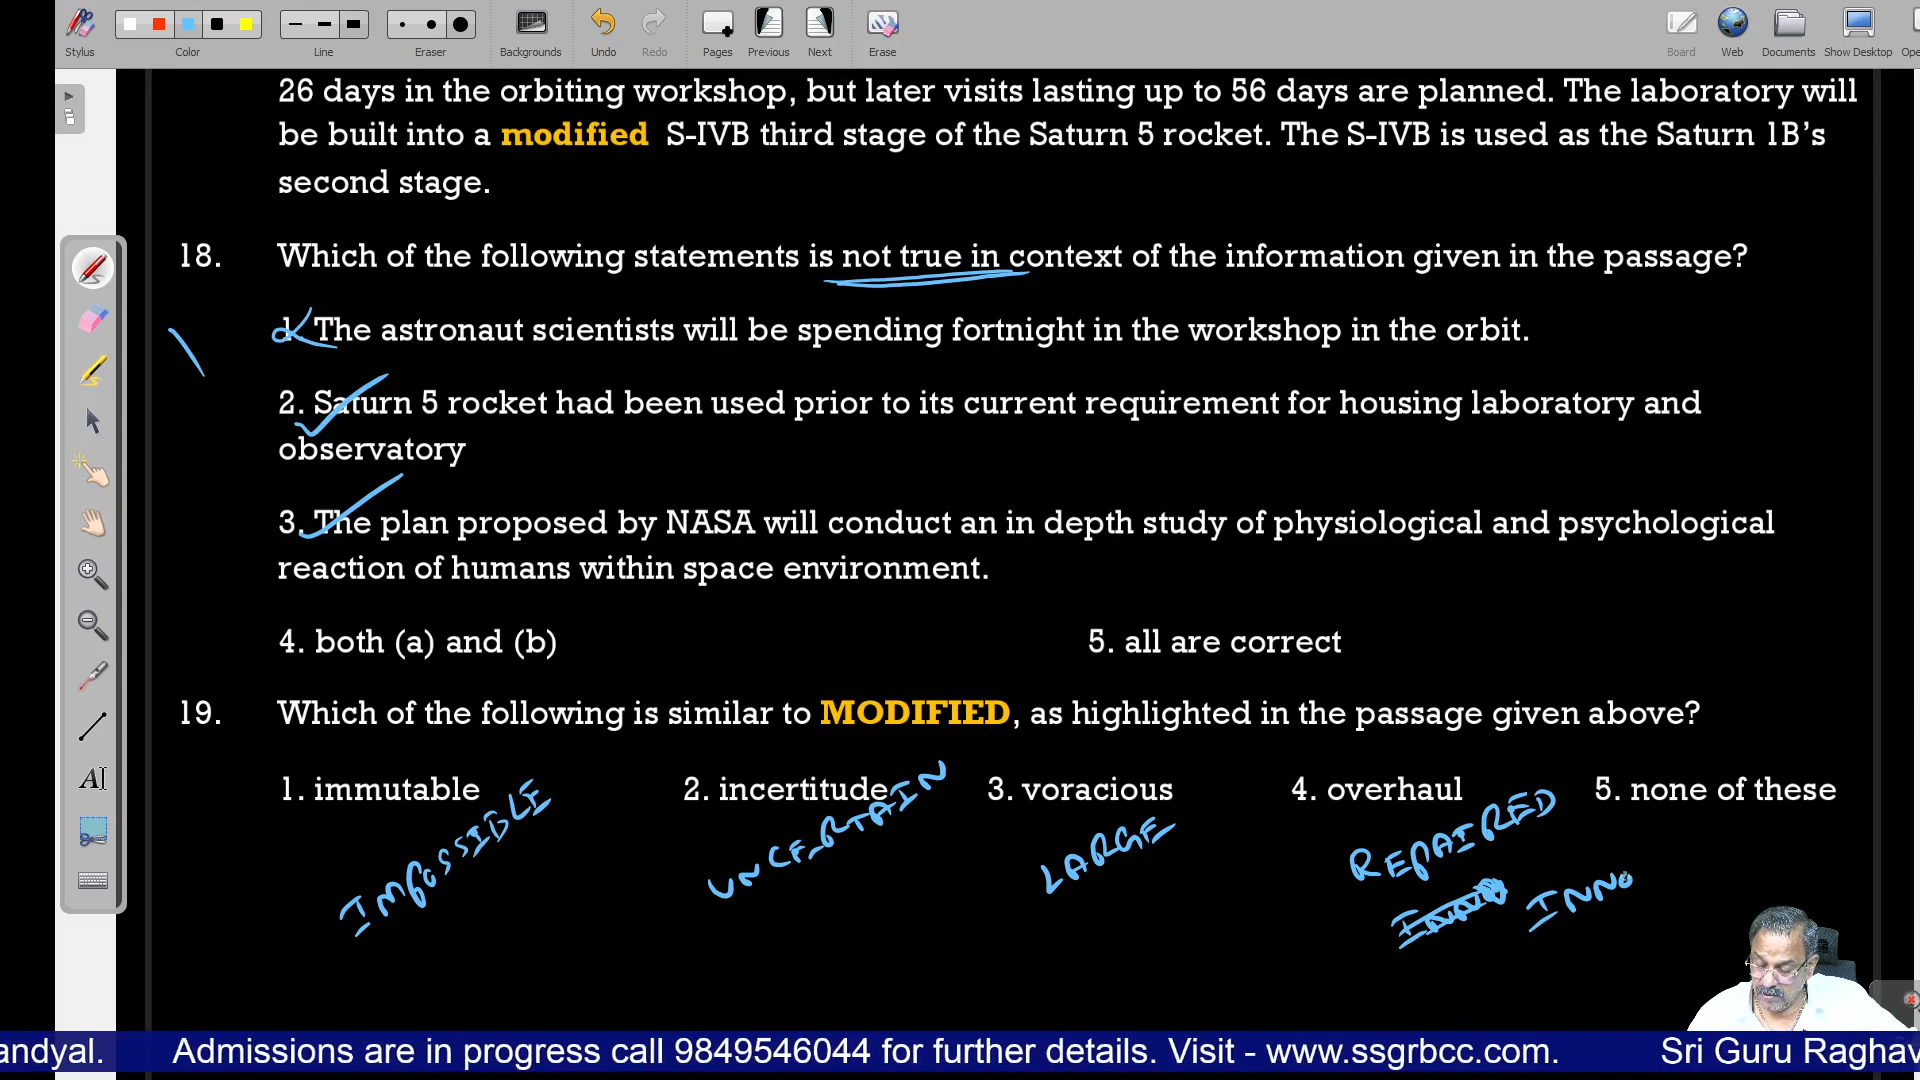 Stylus Color Line Eraser Backgrounds Undo Redo Pages Previous Next Erase Board Web Documents Show Desktop Ope
26 days in the orbiting workshop, but later visits lasting up to 56 days are planned. The laboratory will
be built into a modified S-IVB third stage of the Saturn 5 rocket. The S-IVB is used as the Saturn 1B’s
second stage.
18. Which of the following statements is not true in context of the information given in the passage?
1. The astronaut scientists will be spending fortnight in the workshop in the orbit.
2. Saturn 5 rocket had been used prior to its current requirement for housing laboratory and
observatory
3. The plan proposed by NASA will conduct an in depth study of physiological and psychological
reaction of humans within space environment.
4. both (a) and (b) 5. all are correct
19. Which of the following is similar to MODIFIED, as highlighted in the passage given above?
1. immutable 2. incertitude 3. voracious 4. overhaul 5. none of these
IMPOSSIBLE UNCERTAIN LARGE REPAIRED
INNO
andyal. Admissions are in progress call 9849546044 for further details. Visit - www.ssgrbcc.com. Sri Guru Raghav